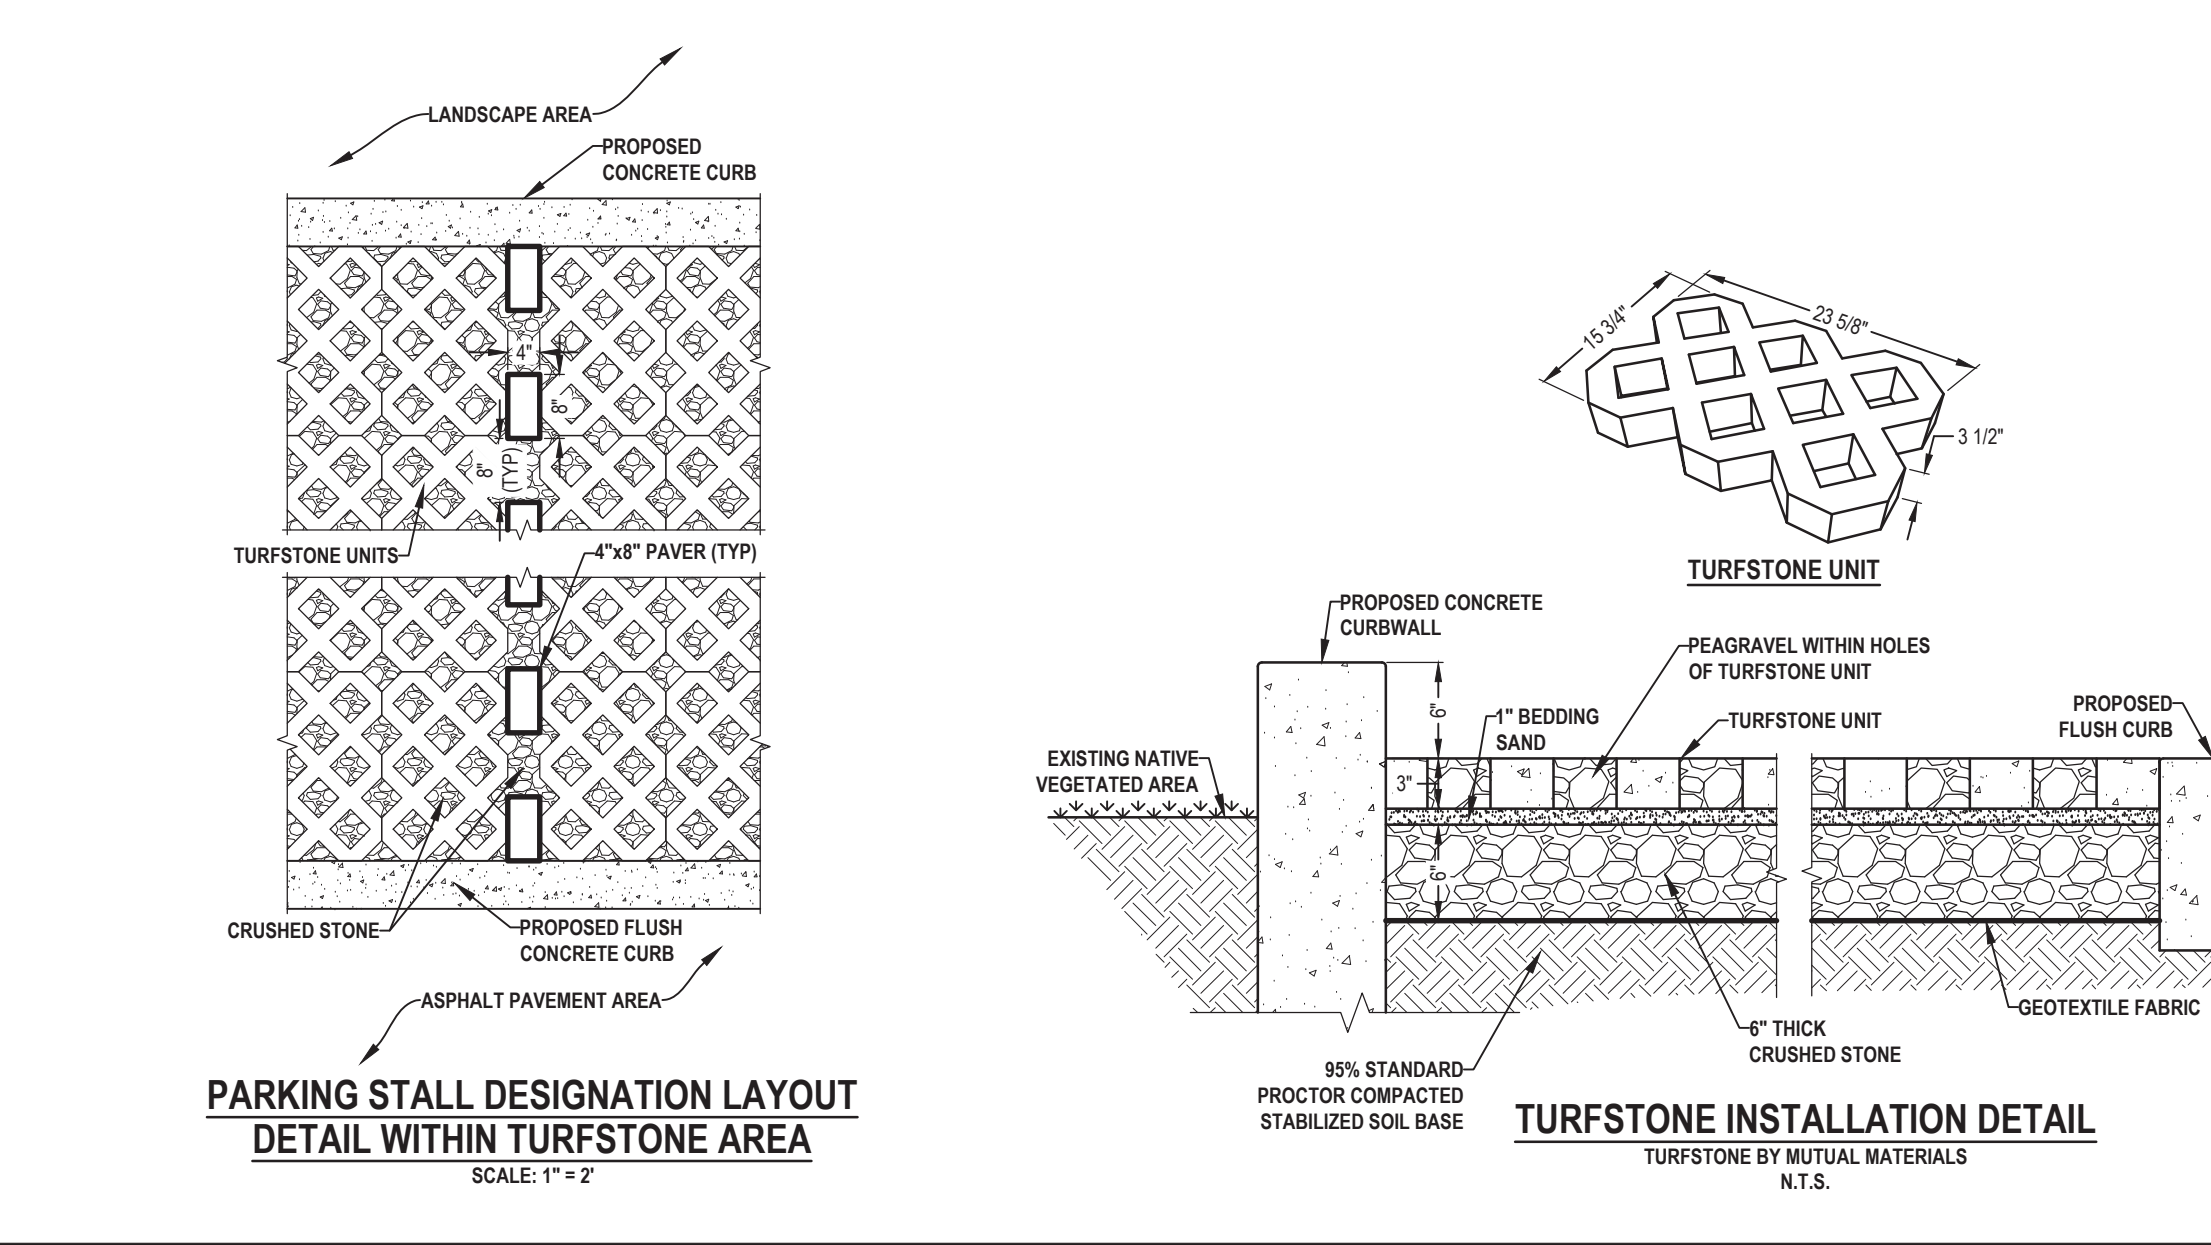 LANDSCAPE AREA
PROPOSED
CONCRETE CURB
4"
8"
8"
(TYP)
TURFSTONE UNITS
4"x8" PAVER (TYP)
CRUSHED STONE
PROPOSED FLUSH
CONCRETE CURB
ASPHALT PAVEMENT AREA
PARKING STALL DESIGNATION LAYOUT
DETAIL WITHIN TURFSTONE AREA
SCALE: 1" = 2'
15 3/4"
23 5/8"
3 1/2"
TURFSTONE UNIT
PROPOSED CONCRETE
CURBWALL
PEAGRAVEL WITHIN HOLES
OF TURFSTONE UNIT
6"
1" BEDDING
SAND
TURFSTONE UNIT
PROPOSED
FLUSH CURB
EXISTING NATIVE
VEGETATED AREA
3"
6"
GEOTEXTILE FABRIC
6" THICK
CRUSHED STONE
95% STANDARD
PROCTOR COMPACTED
STABILIZED SOIL BASE
TURFSTONE INSTALLATION DETAIL
TURFSTONE BY MUTUAL MATERIALS
N.T.S.